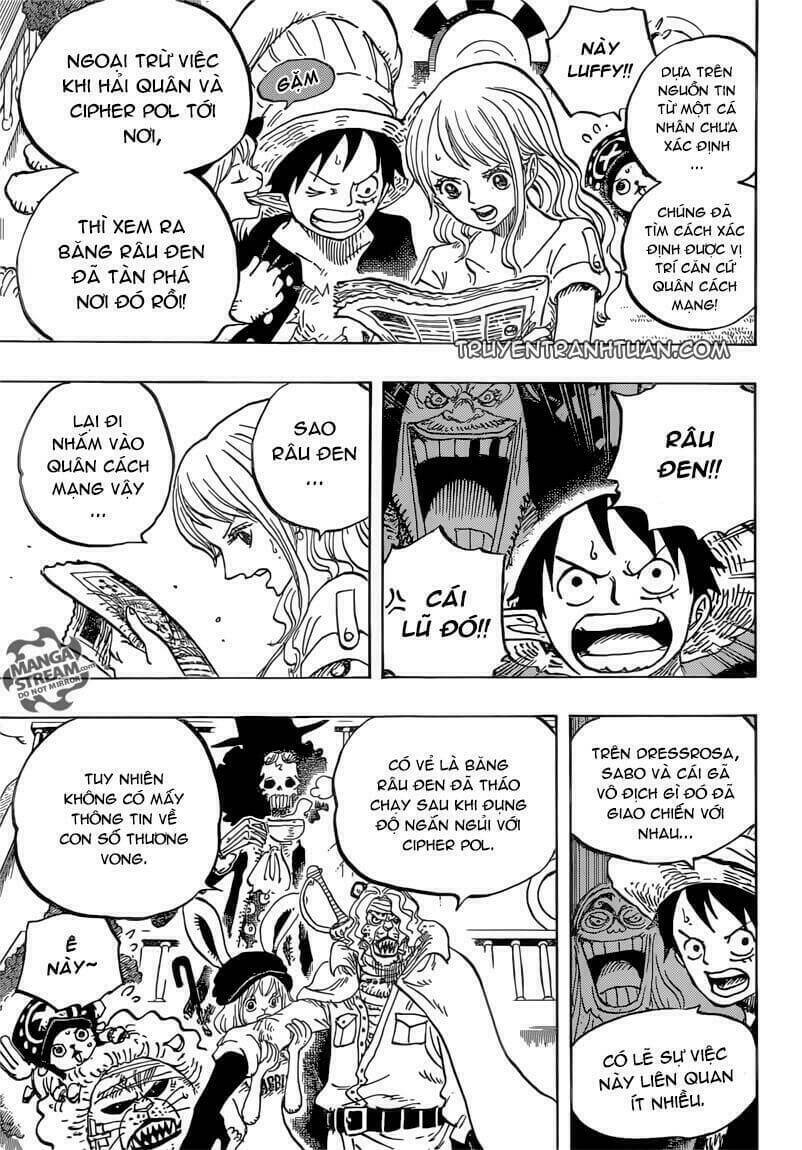 NÀY
LUFFY!!
DỰA TRÊN
NGUỒN TIN
TỪ MỘT CÁ
NHÂN CHƯA
XÁC ĐỊNH
...
CHÚNG ĐÃ
TÌM CÁCH XÁC
ĐỊNH ĐƯỢC VỊ
TRÍ CĂN CỨ
QUÂN CÁCH
MẠNG!
GẶM
NGOẠI TRỪ VIỆC
KHI HẢI QUÂN VÀ
CIPHER POL TỚI
NƠI,
THÌ XEM RA
BĂNG RÂU ĐEN
ĐÃ TÀN PHÁ
NƠI ĐÓ RỒI!
TRUYENTRANHTUAN.COM
RÂU
ĐEN!!
CÁI
LŨ ĐÓ!!
SAO
RÂU ĐEN
...
LẠI ĐI
NHẮM VÀO
QUÂN CÁCH
MẠNG VẬY
...
MANGA
STREAM.com
DO NOT MIRROR
TRÊN DRESSROSA,
SABO VÀ CÁI GÃ
VÔ ĐỊCH GÌ ĐÓ ĐÃ
GIAO CHIẾN VỚI
NHAU...
CÓ LẼ SỰ VIỆC
NÀY LIÊN QUAN
ÍT NHIỀU.
CÓ VẺ LÀ BĂNG
RÂU ĐEN ĐÃ THÁO
CHẠY SAU KHI ĐỤNG
ĐỘ NGẮN NGỦI VỚI
CIPHER POL.
TUY NHIÊN
KHÔNG CÓ MẤY
THÔNG TIN VỀ
CON SỐ THƯƠNG
VONG.
Ê
NÀY~